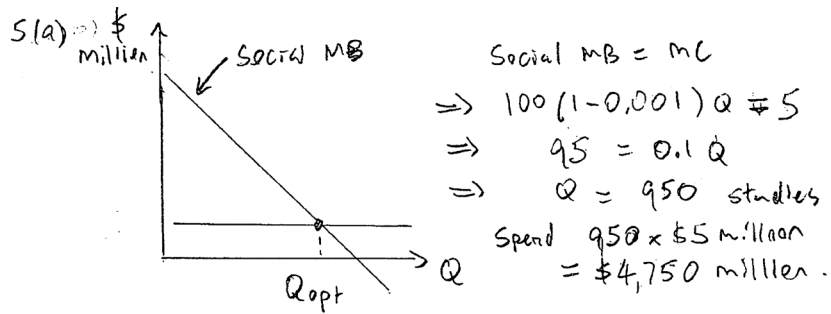 5(a) $
million
Social MB
Social MB = MC
⇒ 100(1-0.001)Q = 5
⇒ 95 = 0.1 Q
⇒ Q = 950 studies
Spend 950 x $5 million
= $4,750 million.
Q
Qopt